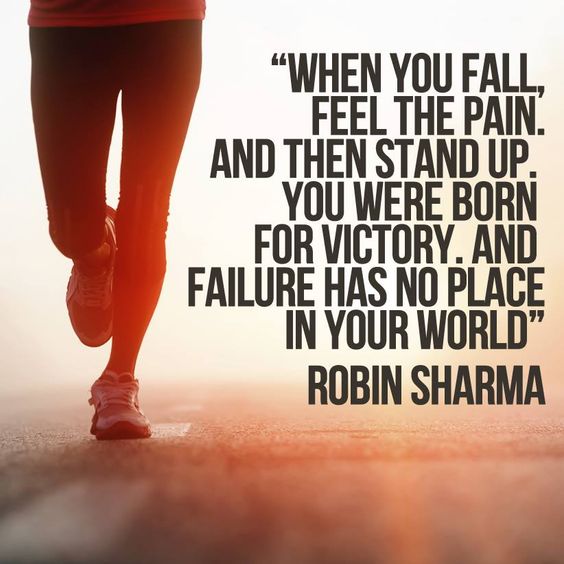 “WHEN YOU FALL,
FEEL THE PAIN.
AND THEN STAND UP.
YOU WERE BORN
FOR VICTORY. AND
FAILURE HAS NO PLACE
IN YOUR WORLD”
ROBIN SHARMA